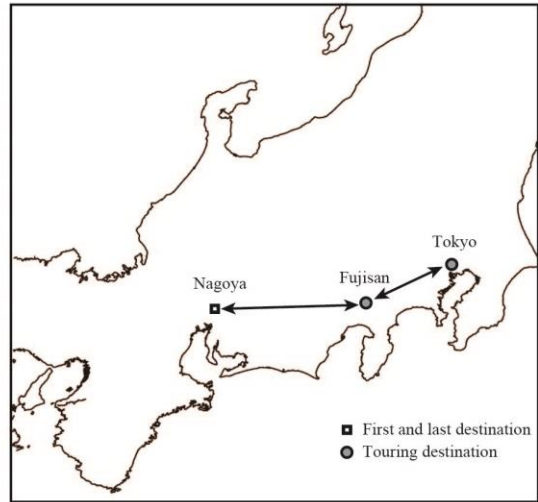 Tokyo
Fujisan
Nagoya
First and last destination
Touring destination